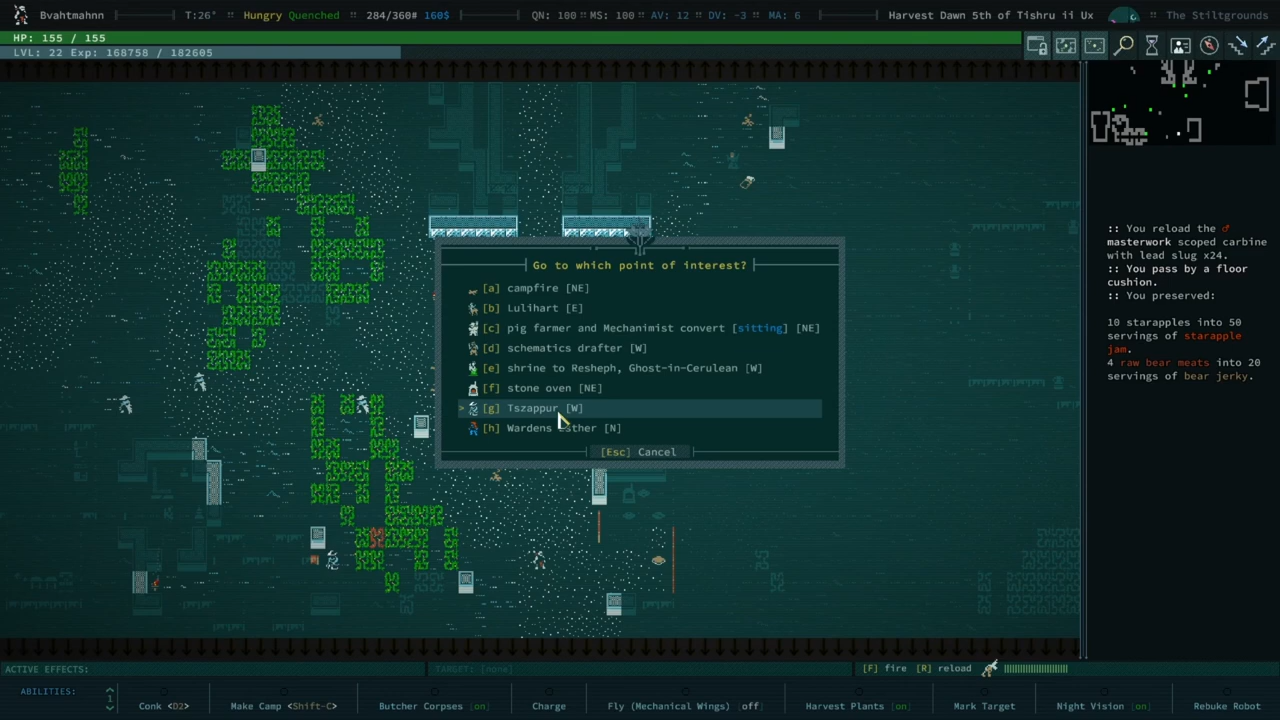 Bvahtmahn
T:26° :: Hungry Quenched :: 284/360# 160$
QN: 100 :: MS: 100 :: AV: 12 :: DV: -3 :: MA: 6
Harvest Dawn 5th of Tishru ii Ux :: The Stiltgrounds
HP: 155 / 155
LVL: 22 Exp: 168758 / 182605
:: You reload the ♂
masterwork scoped carbine
with lead slug x24.
:: You pass by a floor
cushion.
:: You preserved:
10 starapples into 50
servings of starapple
jam.
4 raw bear meats into 20
servings of bear jerky.
Go to which point of interest?
[a] campfire [NE]
[b] Lulihart [E]
[c] pig farmer and Mechanimist convert [sitting] [NE]
[d] schematics drafter [W]
[e] shrine to Resheph, Ghost-in-Cerulean [W]
[f] stone oven [NE]
> [g] Tszappur [W]
[h] Wardens Esther [N]
[Esc] Cancel
ACTIVE EFFECTS:
TARGET: [none]
[F] fire [R] reload
ABILITIES:
1
Conk <D2>
Make Camp <Shift-C>
Butcher Corpses [on]
Charge
Fly (Mechanical Wings) [off]
Harvest Plants [on]
Mark Target
Night Vision [on]
Rebuke Robot